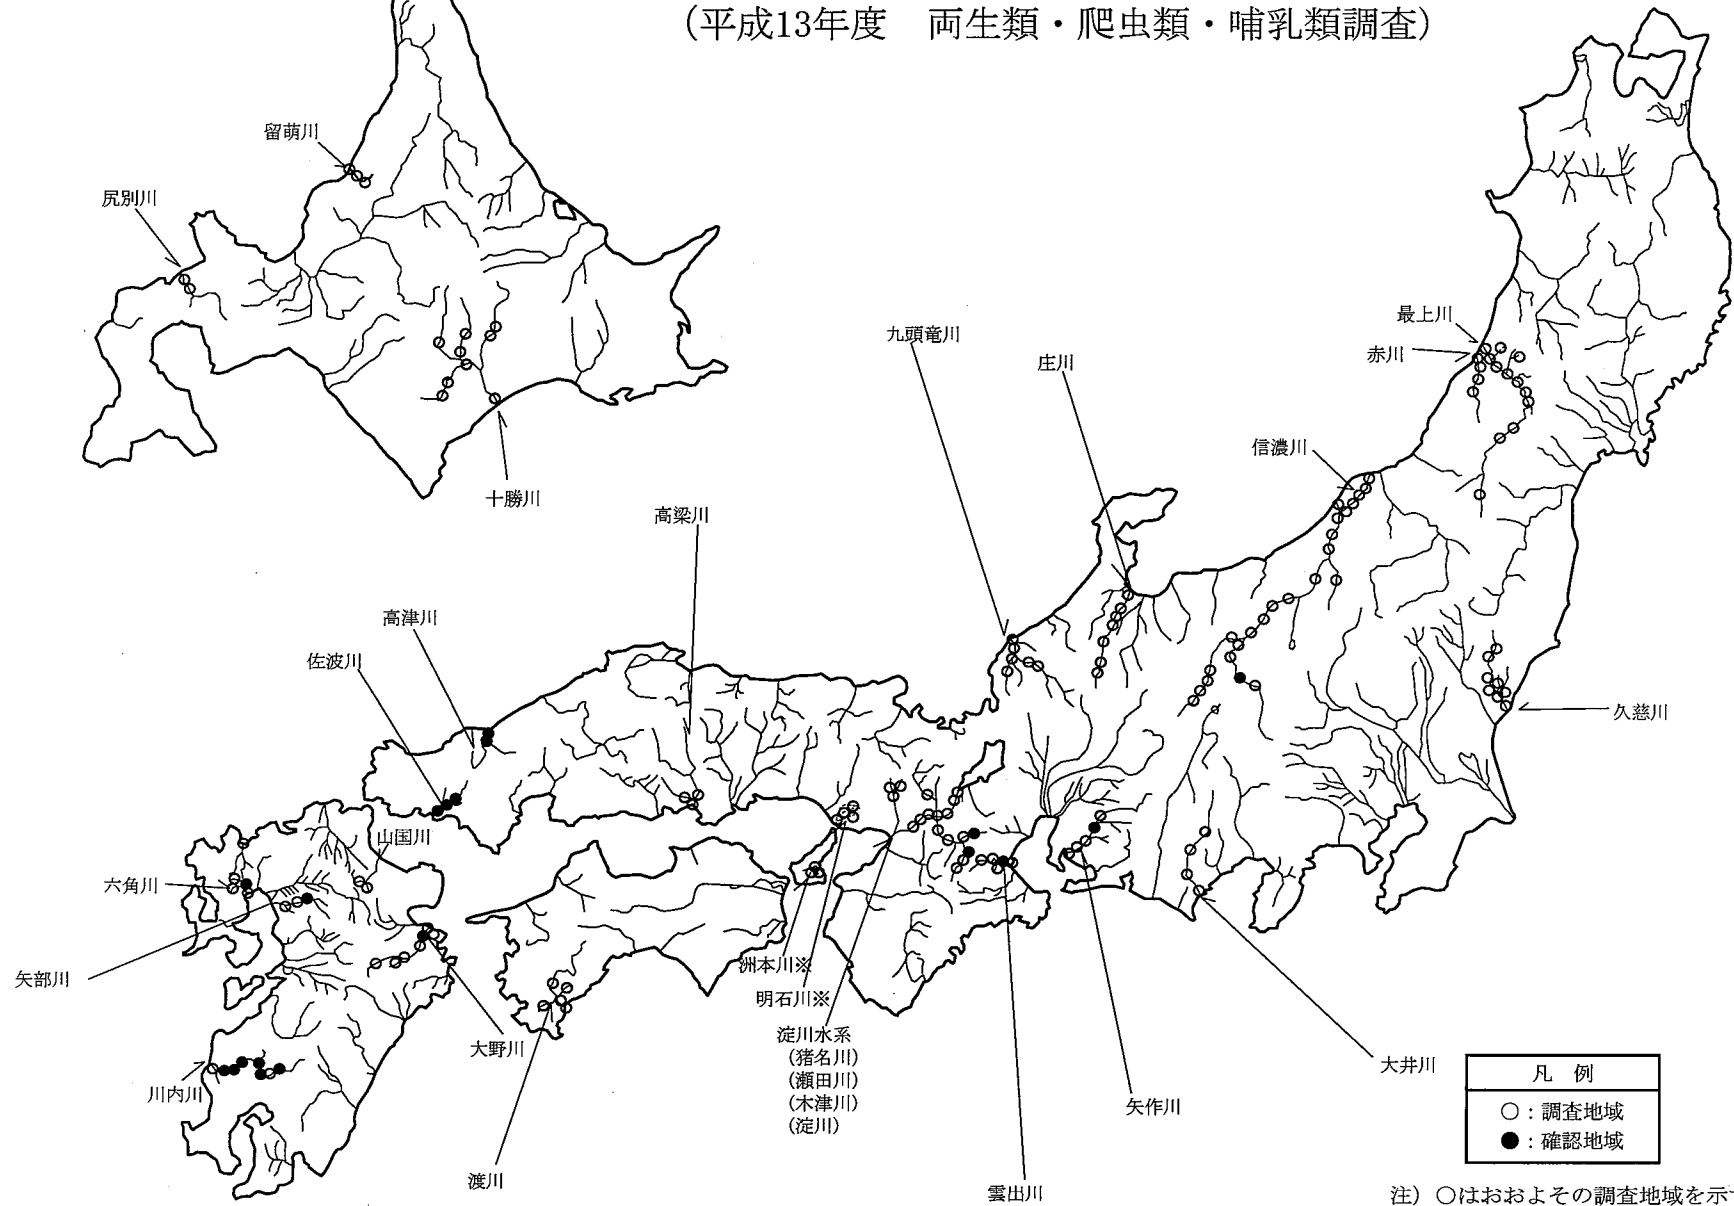 (平成13年度　両生類・爬虫類・哺乳類調査)
留萌川
尻別川
十勝川
最上川
赤川
九頭竜川
庄川
信濃川
高梁川
高津川
佐波川
久慈川
山国川
六角川
矢部川
洲本川※
明石川※
淀川水系
(猪名川)
(瀬田川)
(木津川)
(淀川)
大野川
川内川
渡川
雲出川
矢作川
大井川
凡　例
○：調査地域
●：確認地域
注）○はおおよその調査地域を示